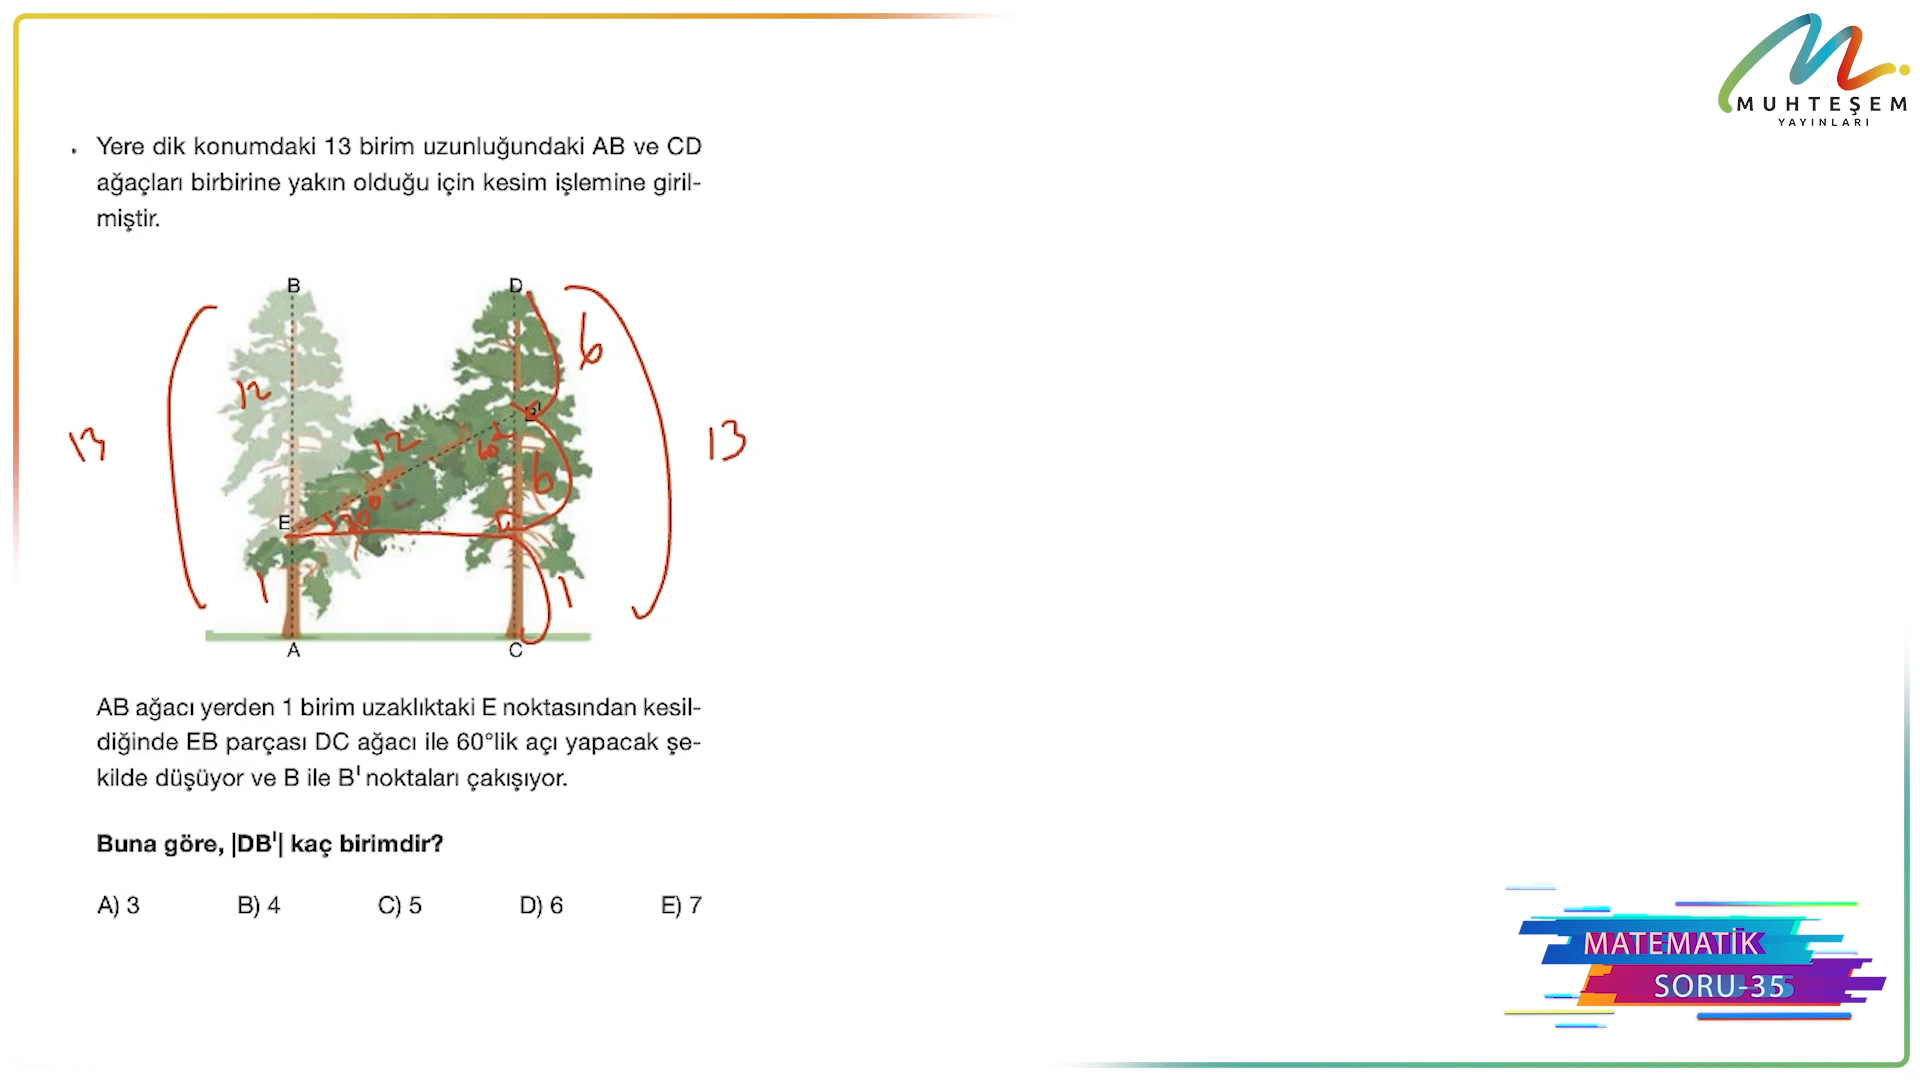 MUHTEŞEM
YAYINLARI
. Yere dik konumdaki 13 birim uzunluğundaki AB ve CD
ağaçları birbirine yakın olduğu için kesim işlemine giril-
miştir.
B
D
6
12
B'
13
12
60°
13
6
E
30°
1
1
A
C
AB ağacı yerden 1 birim uzaklıktaki E noktasından kesil-
diğinde EB parçası DC ağacı ile 60°lik açı yapacak şe-
kilde düşüyor ve B ile B' noktaları çakışıyor.
Buna göre, |DB'| kaç birimdir?
A) 3 B) 4 C) 5 D) 6 E) 7
MATEMATİK
SORU-35